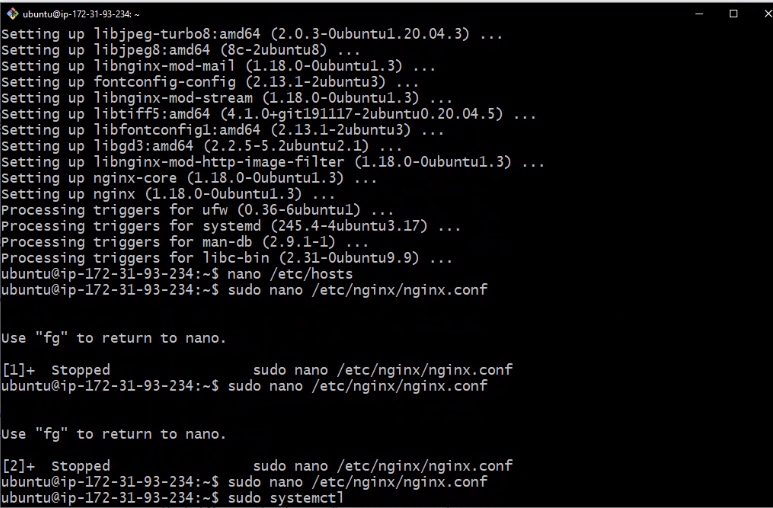 ubuntu@ip-172-31-93-234: ~
Setting up libjpeg-turbo8:amd64 (2.0.3-0ubuntu1.20.04.3) ...
Setting up libjpeg8:amd64 (8c-2ubuntu8) ...
Setting up libnginx-mod-mail (1.18.0-0ubuntu1.3) ...
Setting up fontconfig-config (2.13.1-2ubuntu3) ...
Setting up libnginx-mod-stream (1.18.0-0ubuntu1.3) ...
Setting up libtiff5:amd64 (4.1.0+git191117-2ubuntu0.20.04.5) ...
Setting up libfontconfig1:amd64 (2.13.1-2ubuntu3) ...
Setting up libgd3:amd64 (2.2.5-5.2ubuntu2.1) ...
Setting up libnginx-mod-http-image-filter (1.18.0-0ubuntu1.3) ...
Setting up nginx-core (1.18.0-0ubuntu1.3) ...
Setting up nginx (1.18.0-0ubuntu1.3) ...
Processing triggers for ufw (0.36-6ubuntu1) ...
Processing triggers for systemd (245.4-4ubuntu3.17) ...
Processing triggers for man-db (2.9.1-1) ...
Processing triggers for libc-bin (2.31-0ubuntu9.9) ...
ubuntu@ip-172-31-93-234:~$ nano /etc/hosts
ubuntu@ip-172-31-93-234:~$ sudo nano /etc/nginx/nginx.conf
Use "fg" to return to nano.
[1]+  Stopped                 sudo nano /etc/nginx/nginx.conf
ubuntu@ip-172-31-93-234:~$ sudo nano /etc/nginx/nginx.conf
Use "fg" to return to nano.
[2]+  Stopped                 sudo nano /etc/nginx/nginx.conf
ubuntu@ip-172-31-93-234:~$ sudo nano /etc/nginx/nginx.conf
ubuntu@ip-172-31-93-234:~$ sudo systemctl